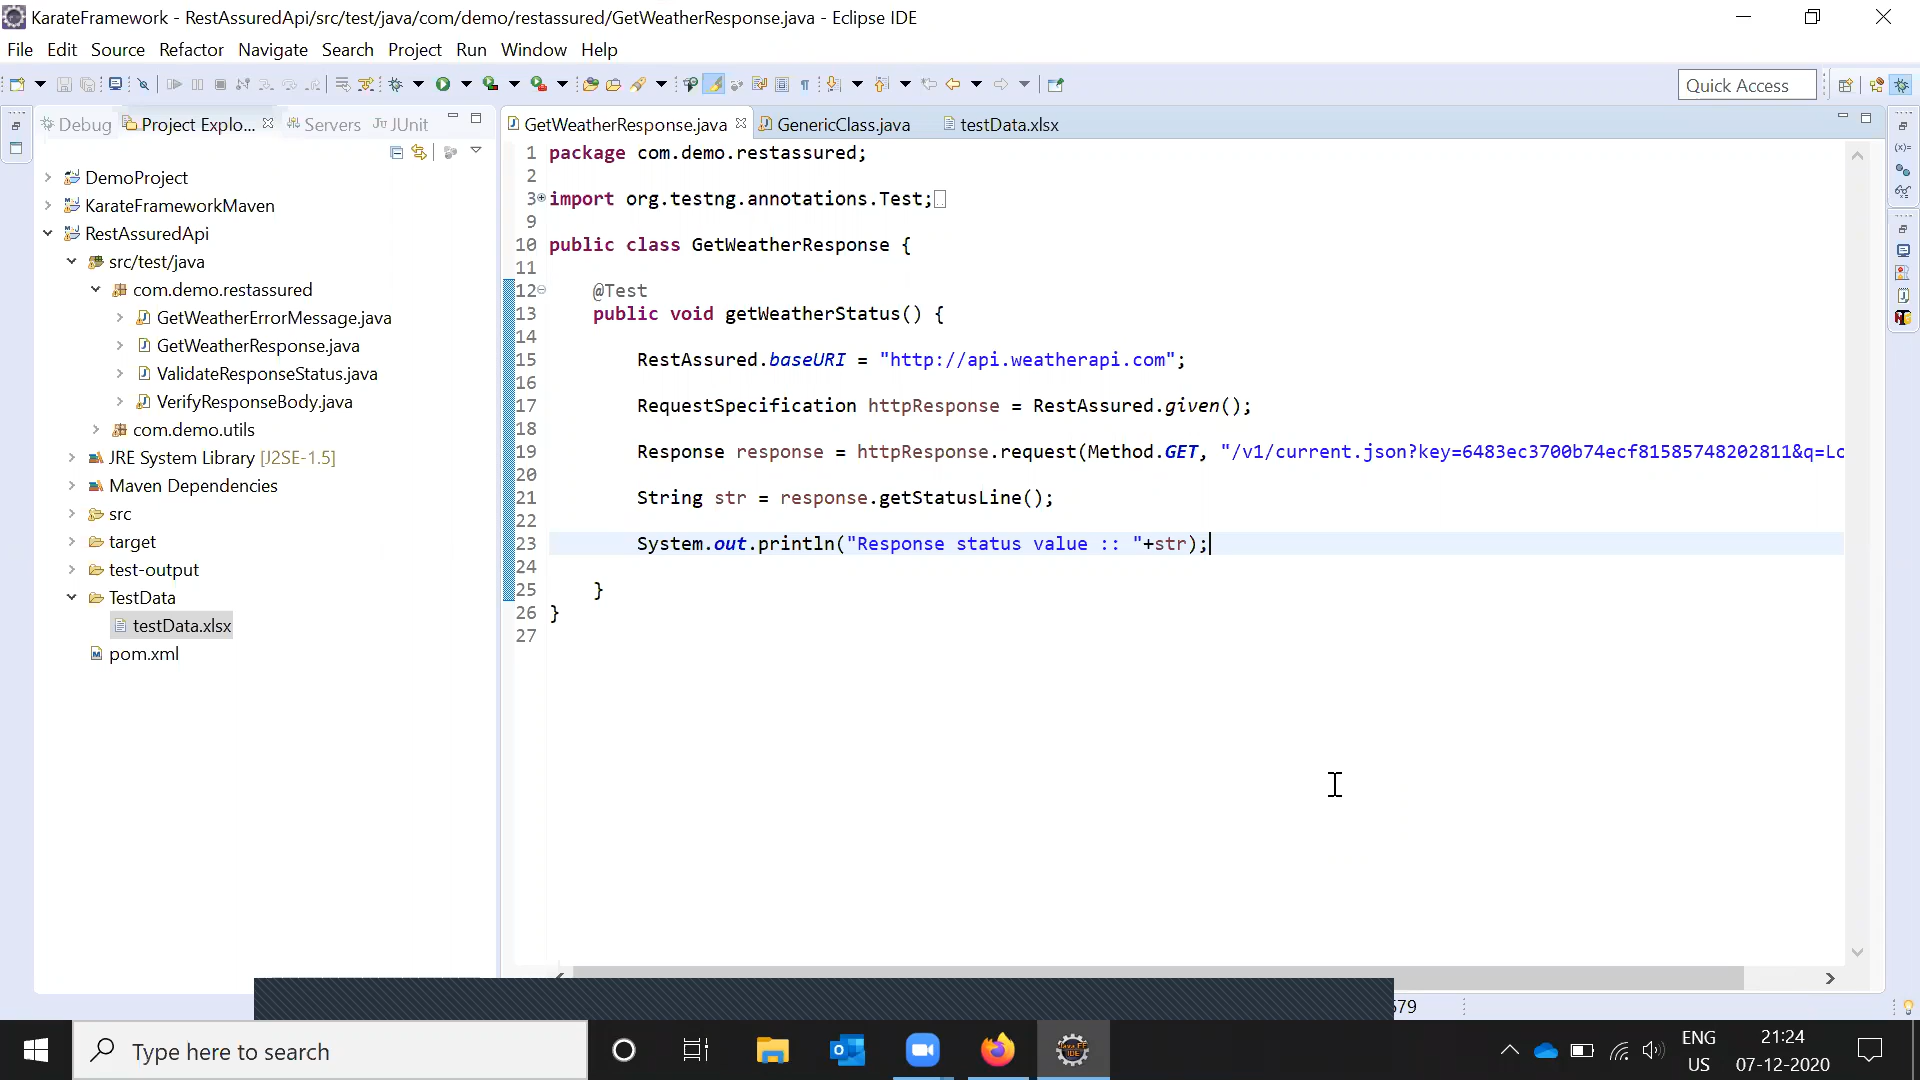 KarateFramework - RestAssuredApi/src/test/java/com/demo/restassured/GetWeatherResponse.java - Eclipse IDE
File Edit Source Refactor Navigate Search Project Run Window Help
Quick Access
Debug Project Explo... Servers JUnit
GetWeatherResponse.java GenericClass.java testData.xlsx
DemoProject
KarateFrameworkMaven
RestAssuredApi
src/test/java
com.demo.restassured
GetWeatherErrorMessage.java
GetWeatherResponse.java
ValidateResponseStatus.java
VerifyResponseBody.java
com.demo.utils
JRE System Library [J2SE-1.5]
Maven Dependencies
src
target
test-output
TestData
testData.xlsx
pom.xml
1 package com.demo.restassured;
2
3 import org.testng.annotations.Test;
9
10 public class GetWeatherResponse {
11
12 @Test
13 public void getWeatherStatus() {
14
15 RestAssured.baseURI = "http://api.weatherapi.com";
16
17 RequestSpecification httpResponse = RestAssured.given();
18
19 Response response = httpResponse.request(Method.GET, "/v1/current.json?key=6483ec3700b74ecf81585748202811&q=Lo
20
21 String str = response.getStatusLine();
22
23 System.out.println("Response status value :: "+str);
24
25 }
26 }
27
579
Type here to search
ENG
US
21:24
07-12-2020